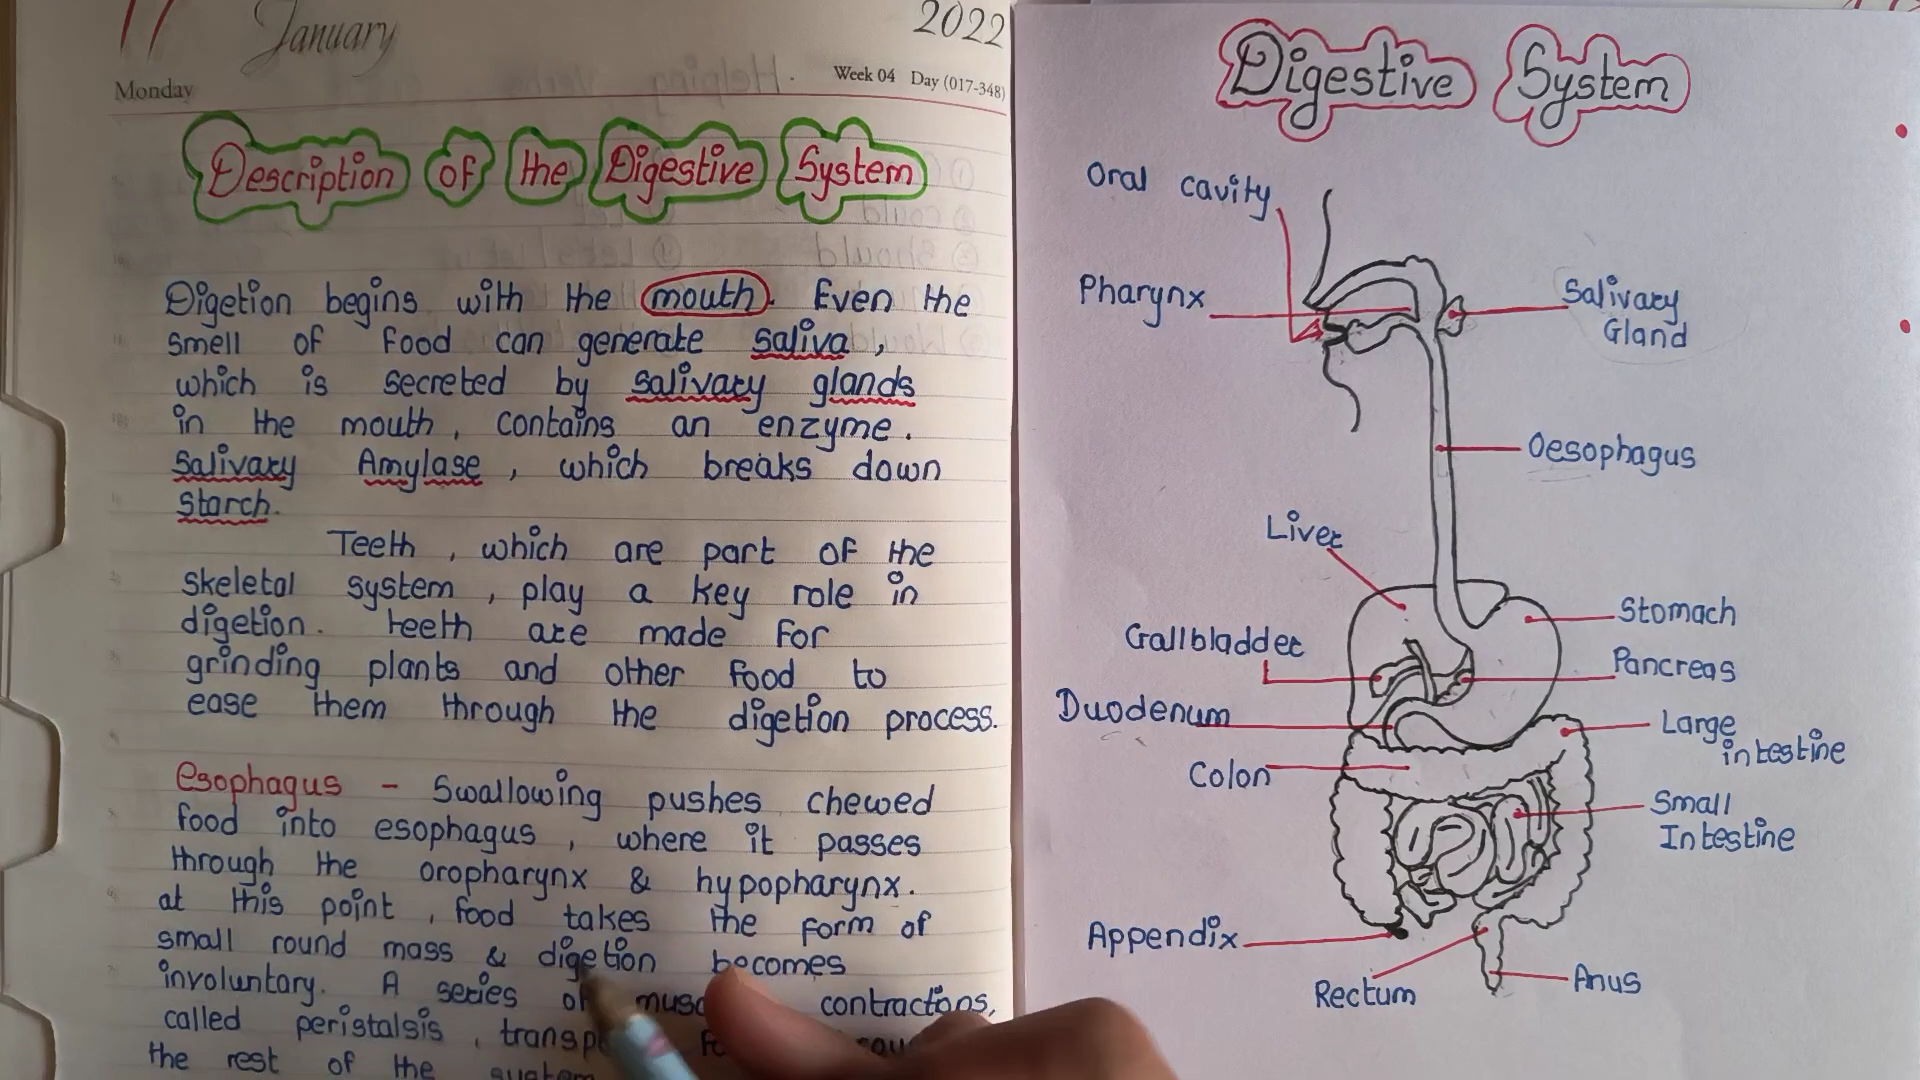 17 January 2022
Monday Week 04 Day (017-348)
Description of the Digestive System
Digetion begins with the mouth. Even the
smell of food can generate saliva,
which is secreted by salivary glands
in the mouth, contains an enzyme.
Salivary Amylase, which breaks down
starch.
Teeth, which are part of the
skeletal system, play a key role in
digetion. teeth are made for
grinding plants and other food to
ease them through the digetion process.
Esophagus - Swallowing pushes chewed
food into esophagus, where it passes
through the oropharynx & hypopharynx.
at this point, food takes the form of
small round mass & digetion becomes
involuntary. A series of contractons,
called peristalsis,
the rest of the
Digestive System
Oral cavity
Pharynx
Salivary
Gland
Oesophagus
Liver
Stomach
Gallbladder
Pancreas
Duodenum
Large
intestine
Colon
Small
Intestine
Appendix
Rectum
Anus